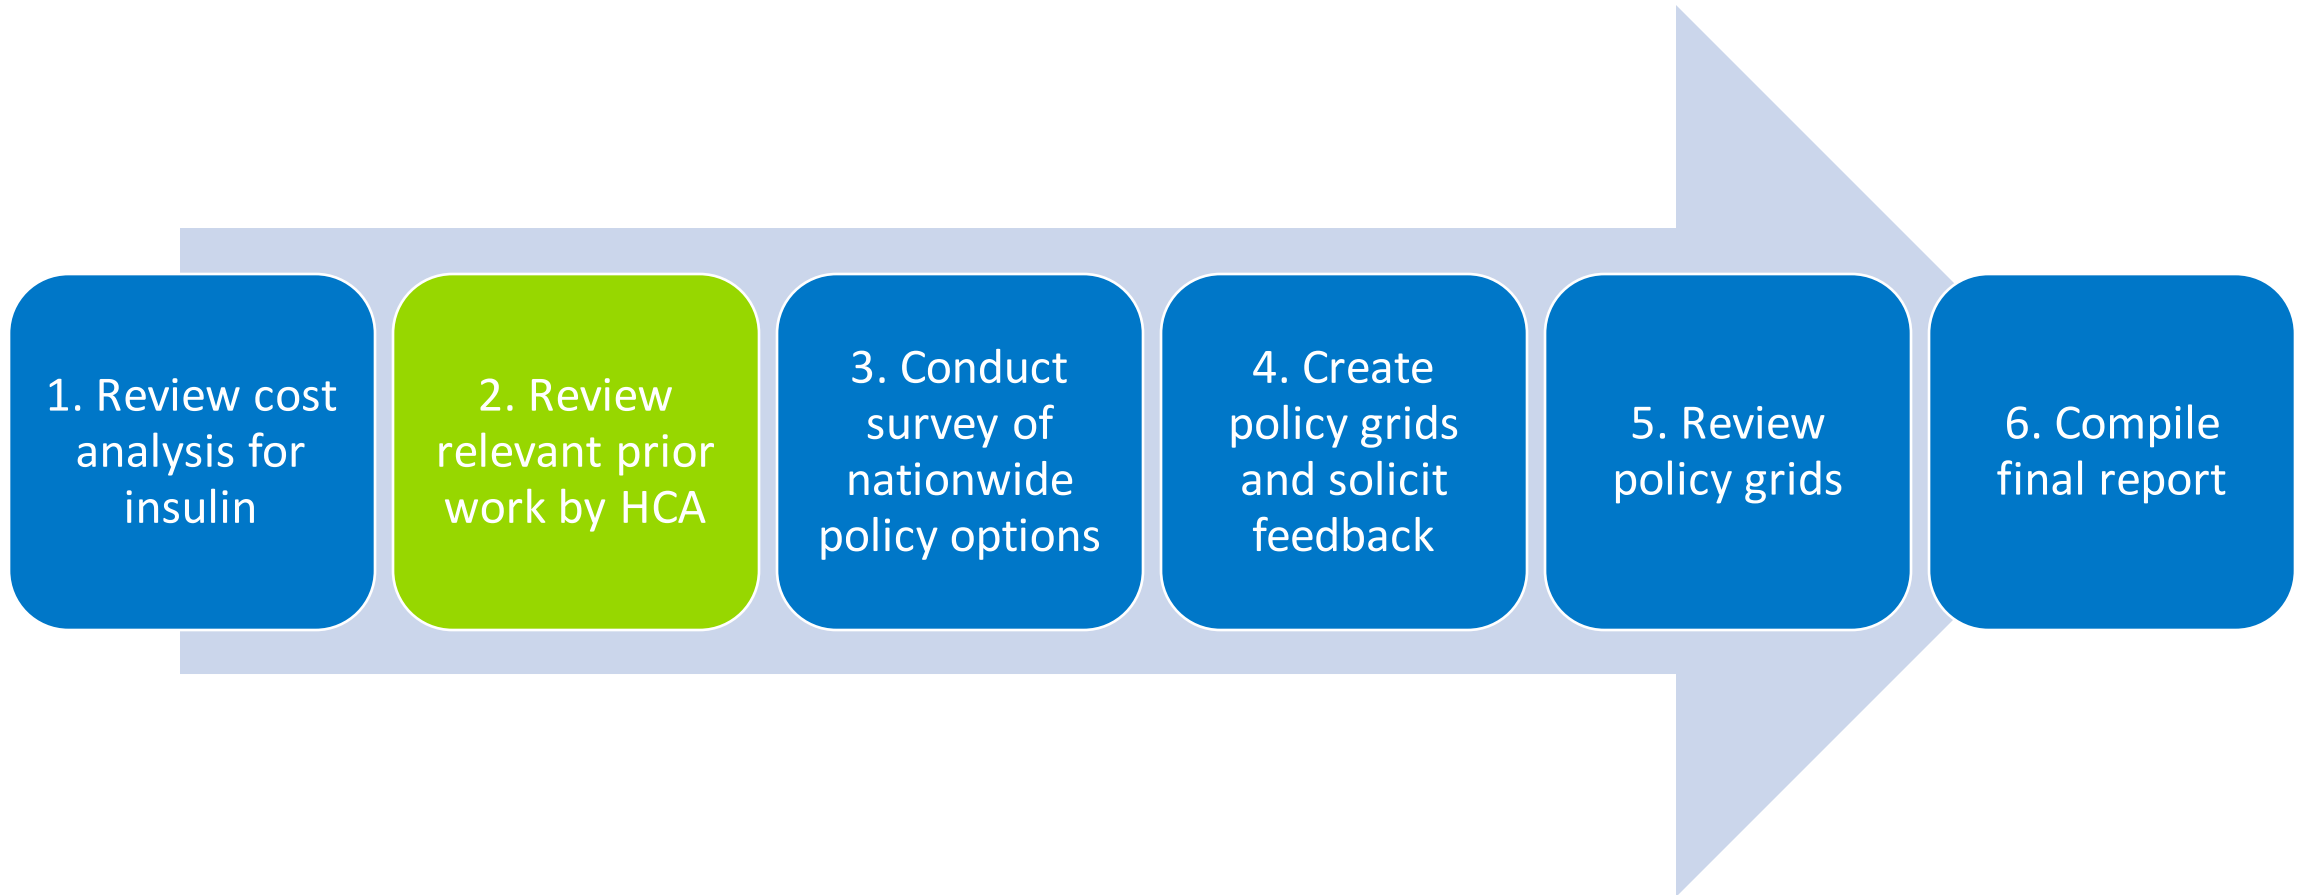 1. Review cost
analysis for
insulin
2. Review
relevant prior
work by HCA
3. Conduct
survey of
nationwide
policy options
4. Create
policy grids
and solicit
feedback
5. Review
policy grids
6. Compile
final report